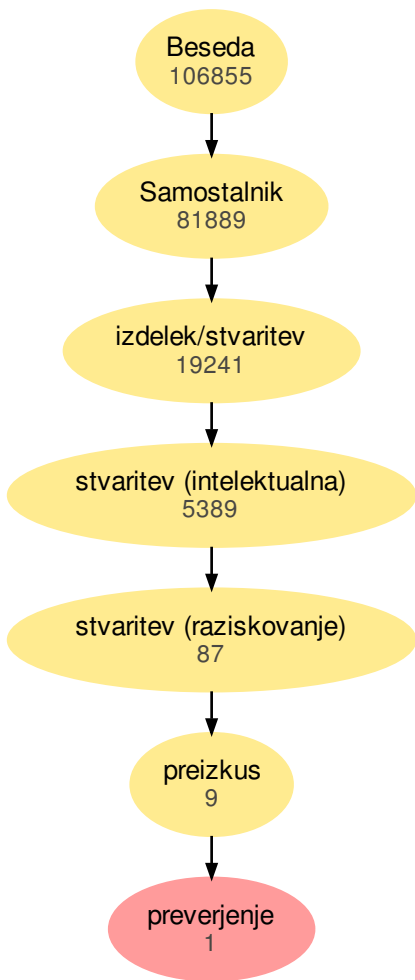 Beseda
106855
Samostalnik
81889
izdelek/stvaritev
19241
stvaritev (intelektualna)
5389
stvaritev (raziskovanje)
87
preizkus
9
preverjenje
1